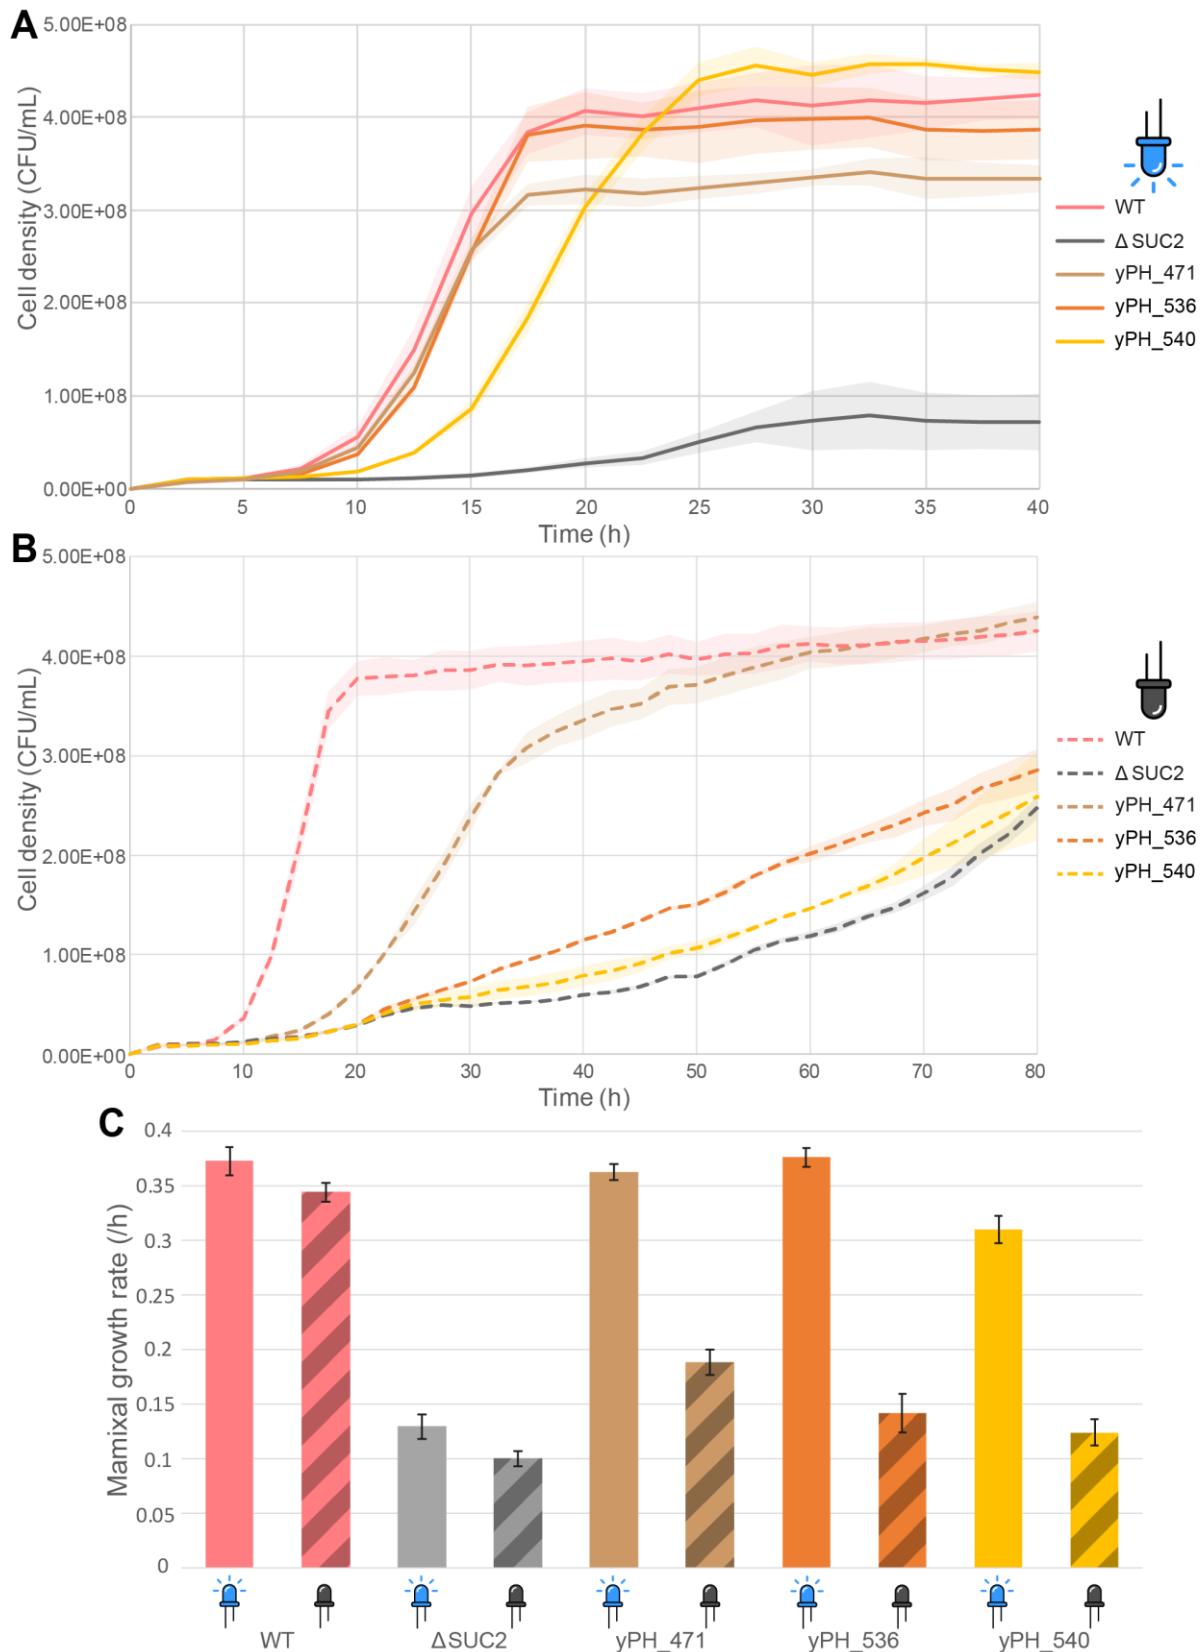 A
5.00E+08
4.00E+08
3.00E+08
2.00E+08
1.00E+08
0.00E+00
Cell density (CFU/mL)
0 5 10 15 20 25 30 35 40
Time (h)
WT
Δ SUC2
yPH_471
yPH_536
yPH_540
B
5.00E+08
4.00E+08
3.00E+08
2.00E+08
1.00E+08
0.00E+00
Cell density (CFU/mL)
0 10 20 30 40 50 60 70 80
Time (h)
WT
Δ SUC2
yPH_471
yPH_536
yPH_540
C
0.4
0.35
0.3
0.25
0.2
0.15
0.1
0.05
0
Mamixal growth rate (/h)
WT ΔSUC2 yPH_471 yPH_536 yPH_540